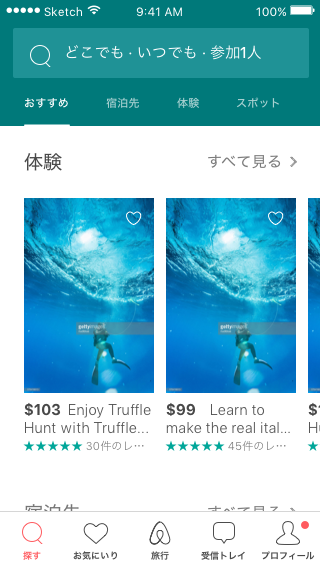 Sketch 9:41 AM 100%
どこでも · いつでも · 参加1人
おすすめ 宿泊先 体験 スポット
体験 すべて見る
gettyimages
gettyimages
$103 Enjoy Truffle
Hunt with Truffle...
30件のレ…
$99 Learn to
make the real ital...
45件のレ…
宿泊先 すべて見る
探す お気にいり 旅行 受信トレイ プロフィール